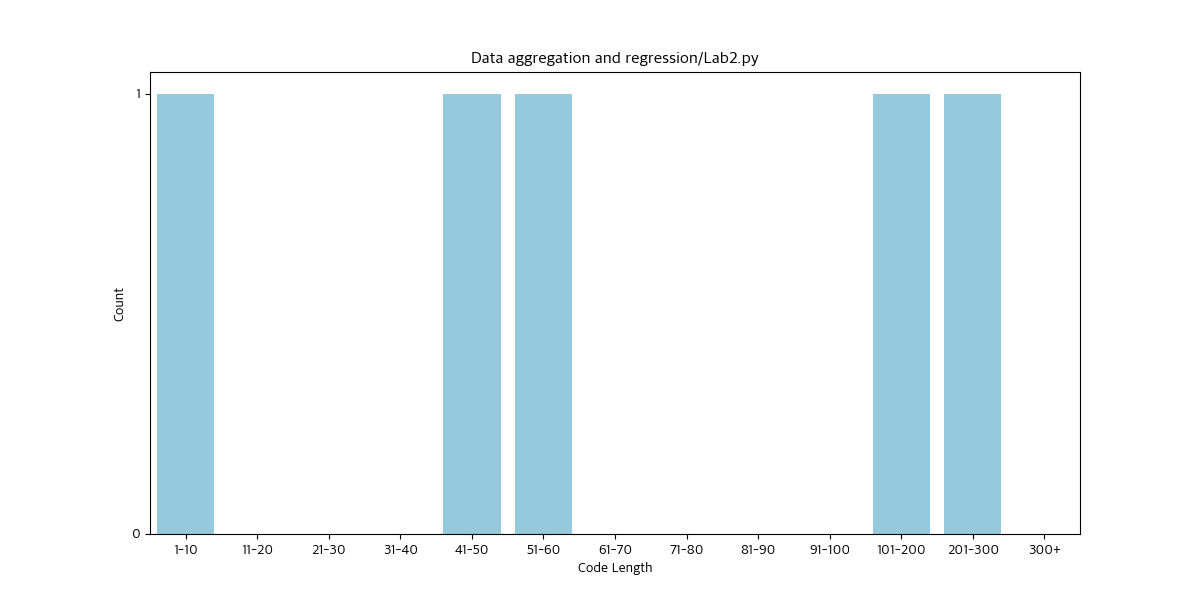 Data aggregation and regression/Lab2.py
1
0
Count
1-10 11-20 21-30 31-40 41-50 51-60 61-70 71-80 81-90 91-100 101-200 201-300 300+
Code Length